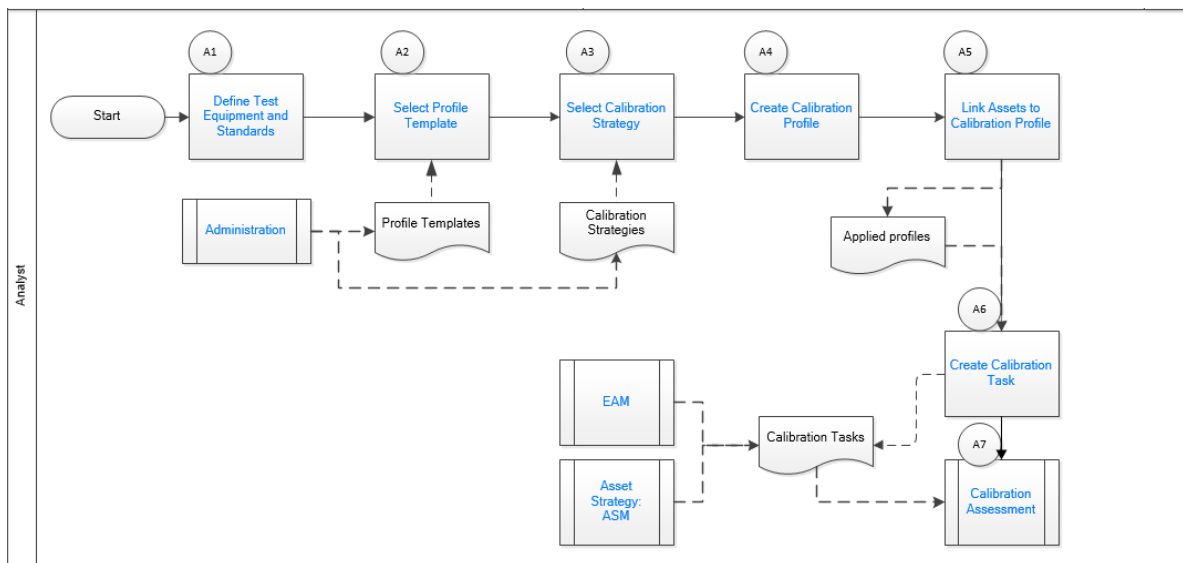 Analyst
A1
A2
A3
A4
A5
Start
Define Test
Equipment and
Standards
Select Profile
Template
Select Calibration
Strategy
Create Calibration
Profile
Link Assets to
Calibration Profile
Administration
Profile Templates
Calibration
Strategies
Applied profiles
A6
Create Calibration
Task
EAM
Calibration Tasks
A7
Asset
Strategy:
ASM
Calibration
Assessment